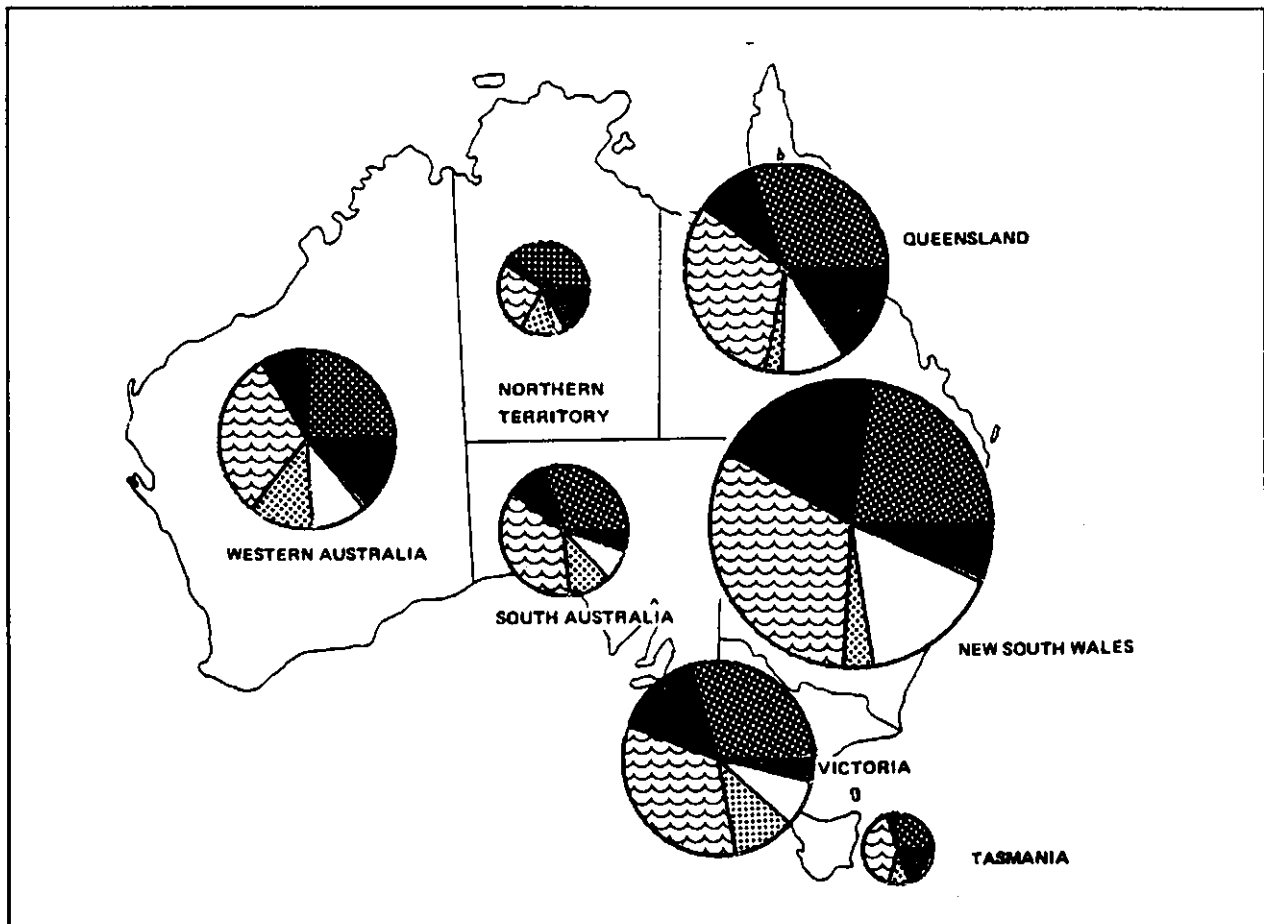 QUEENSLAND
NORTHERN
TERRITORY
WESTERN AUSTRALIA
SOUTH AUSTRALIA
NEW SOUTH WALES
VICTORIA
TASMANIA